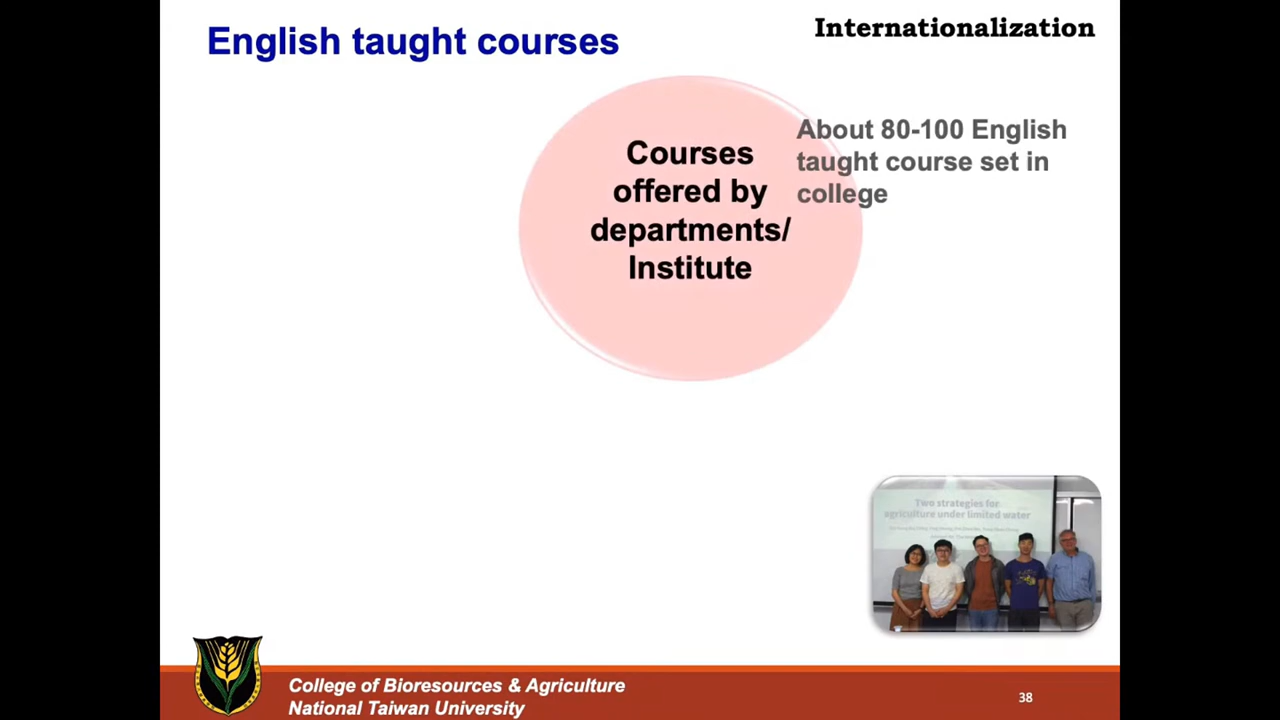 English taught courses
Internationalization
Courses
offered by
departments/
Institute
About 80-100 English
taught course set in
college
Two strategies for
agriculture under limited water
College of Bioresources & Agriculture
National Taiwan University
38